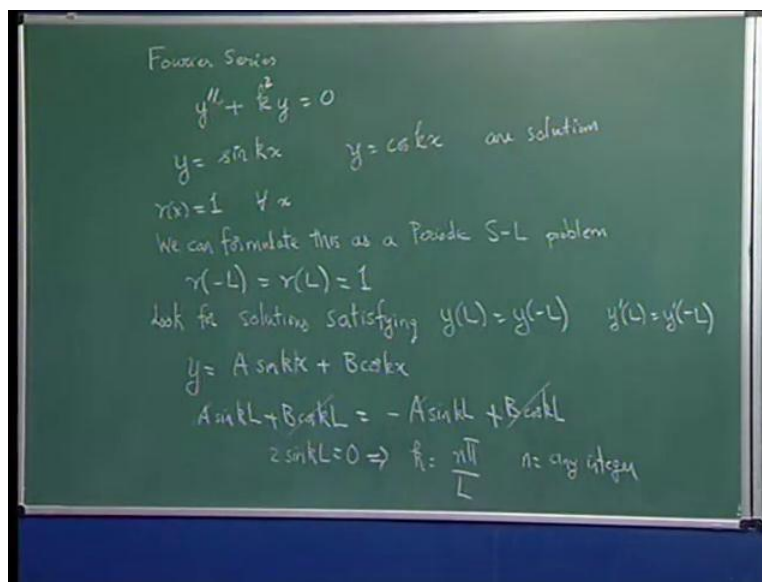 Fourier Series
y'' + k²y = 0
y = sin kx y = cos kx are solution
r(x) = 1 ∀ x
We can formulate this as a Periodic S-L problem
r(-L) = r(L) = 1
Look for solutions satisfying y(L) = y(-L) y'(L) = y'(-L)
y = A sin kx + B cos kx
A sin kL + B cos kL = - A sin kL + B cos kL
2 sin kL = 0 ⇒ k = nπ/L n = any integer